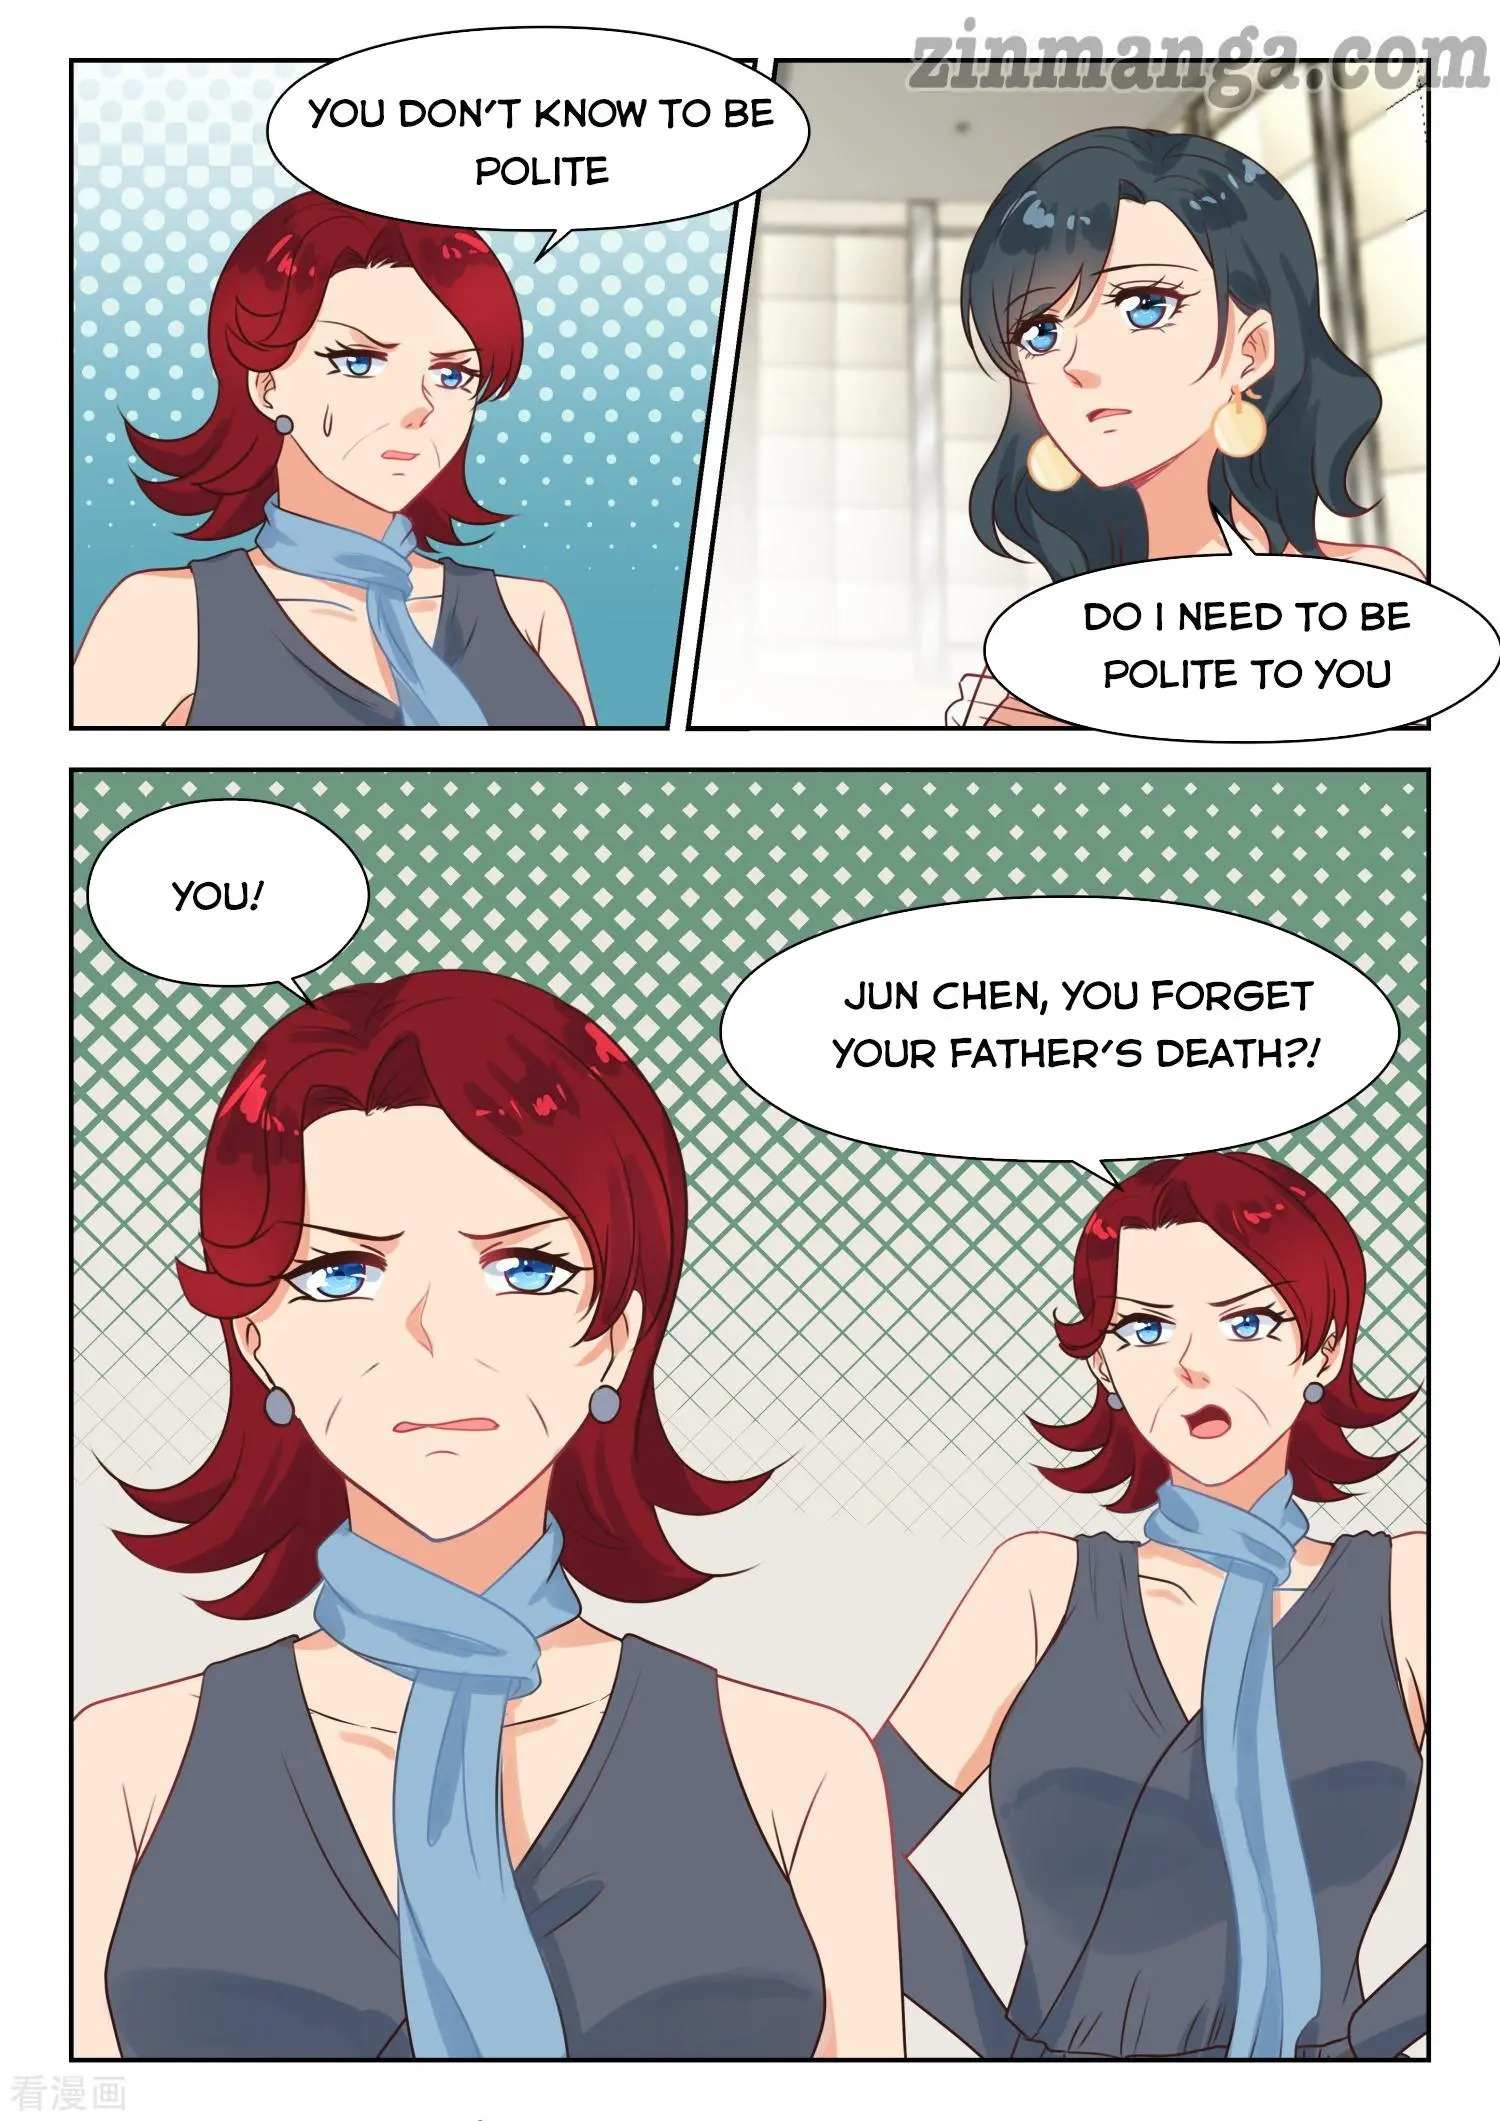 zinmanga.com
YOU DON'T KNOW TO BE
POLITE
DO I NEED TO BE
POLITE TO YOU
YOU!
JUN CHEN, YOU FORGET
YOUR FATHER'S DEATH?!
看漫画